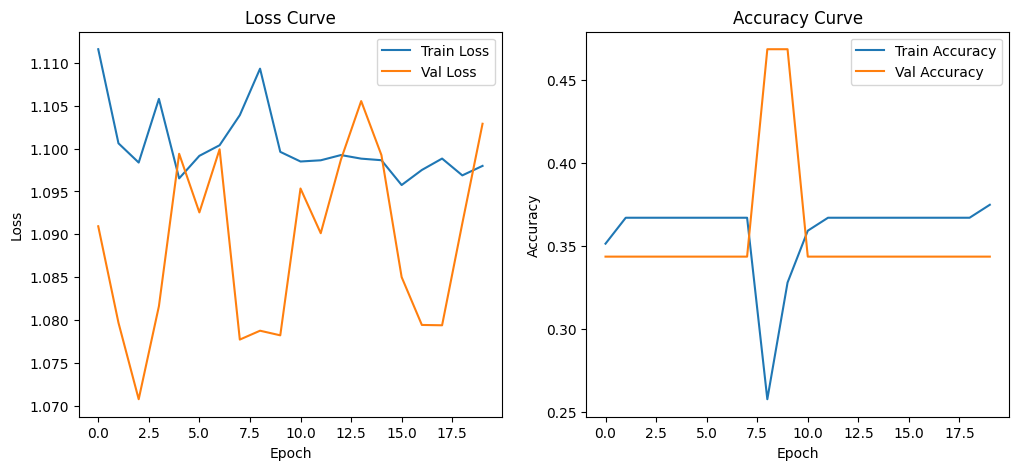 Loss Curve
Train Loss
Val Loss
1.110
1.105
1.100
1.095
1.090
1.085
1.080
1.075
1.070
Loss
0.0 2.5 5.0 7.5 10.0 12.5 15.0 17.5
Epoch
Accuracy Curve
Train Accuracy
Val Accuracy
0.45
0.40
0.35
0.30
0.25
Accuracy
0.0 2.5 5.0 7.5 10.0 12.5 15.0 17.5
Epoch